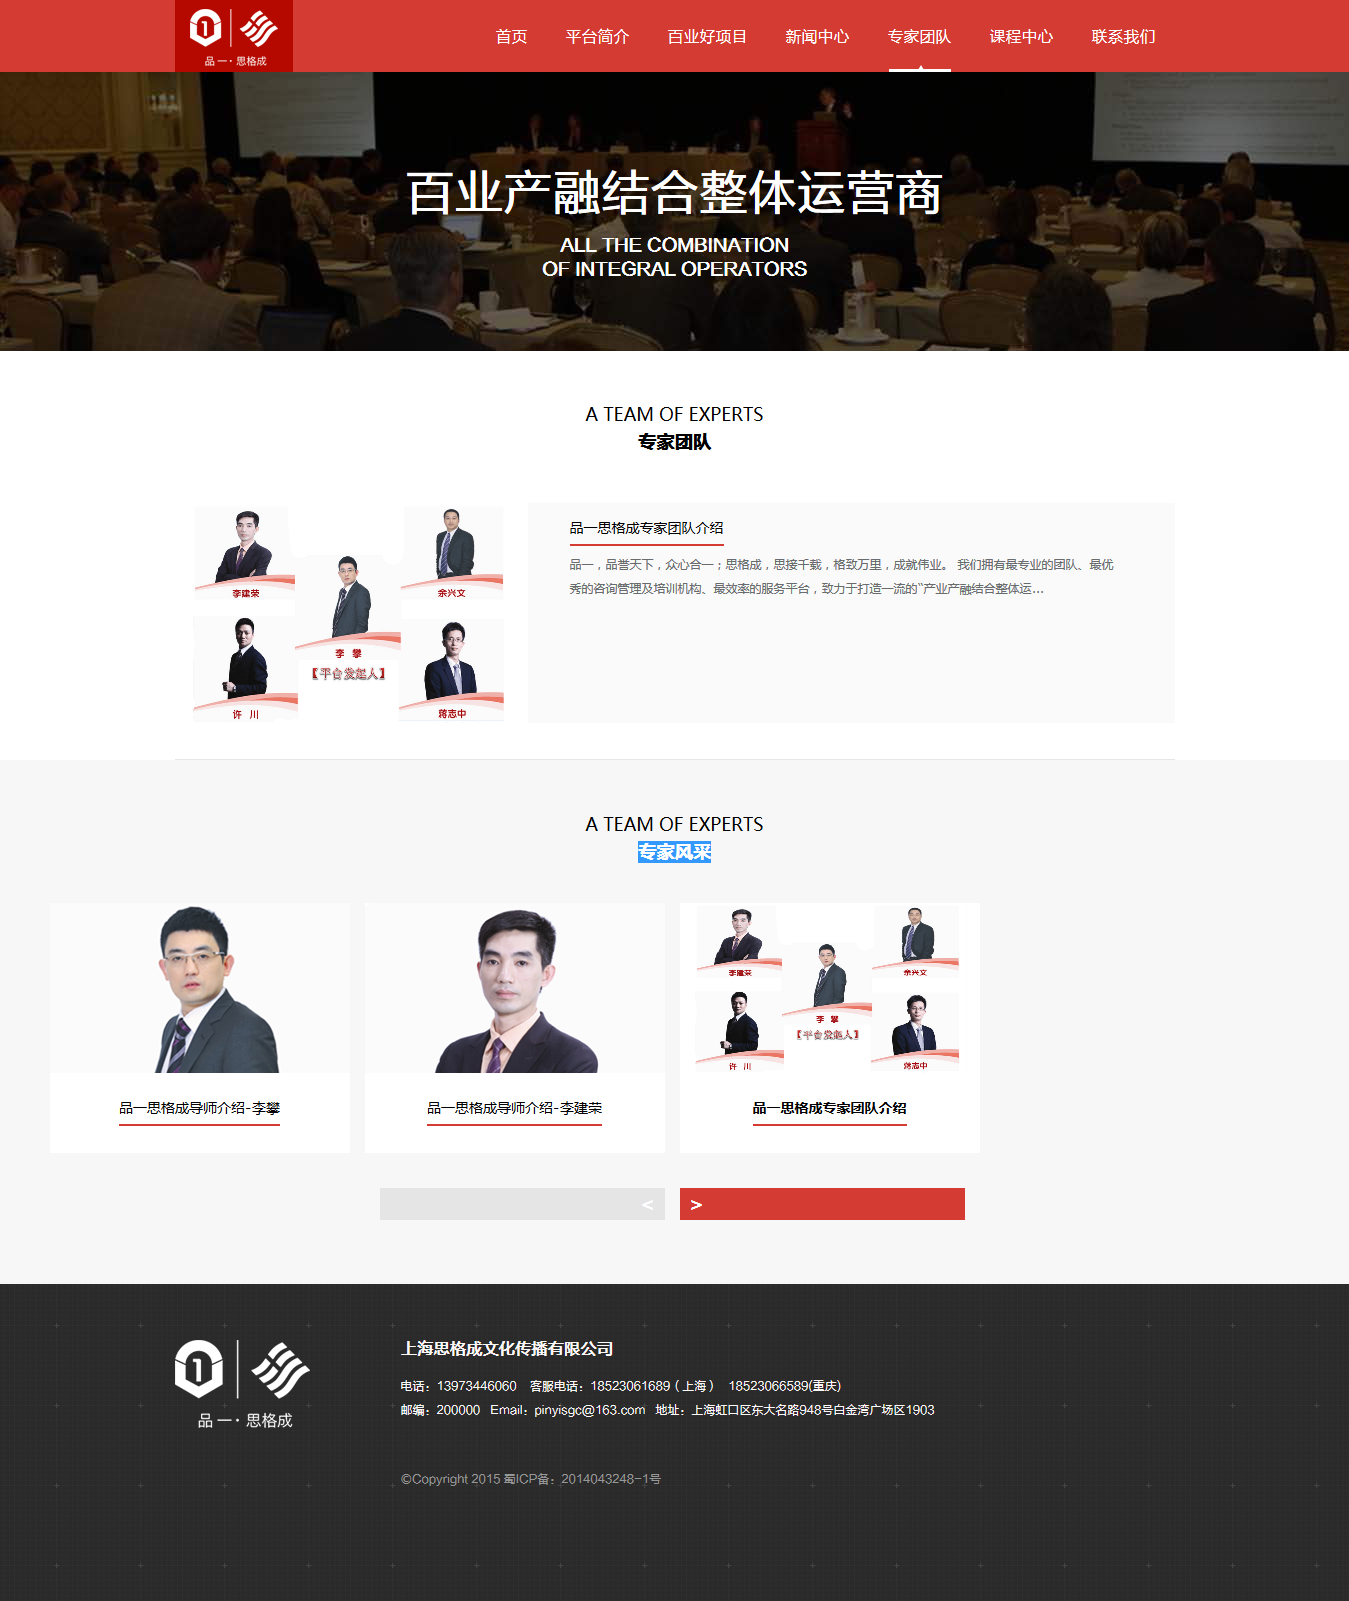 品一·思格成
首页 平台简介 百业好项目 新闻中心 专家团队 课程中心 联系我们
百业产融结合整体运营商
ALL THE COMBINATION
OF INTEGRAL OPERATORS
A TEAM OF EXPERTS
专家团队
李建荣
余兴文
李 攀
【平台发起人】
许 川
蒋志中
品一思格成专家团队介绍
品一，品誉天下，众心合一；思格成，思接千载，格致万里，成就伟业。 我们拥有最专业的团队、最优
秀的咨询管理及培训机构、最效率的服务平台，致力于打造一流的“产业产融结合整体运...
A TEAM OF EXPERTS
专家风采
李建荣
余兴文
李 攀
【平台发起人】
许 川
蒋志中
品一思格成导师介绍-李攀
品一思格成导师介绍-李建荣
品一思格成专家团队介绍
< >
品一·思格成
上海思格成文化传播有限公司
电话：13973446060 客服电话：18523061689（上海） 18523066589(重庆)
邮编：200000 Email：pinyisgc@163.com 地址：上海虹口区东大名路948号白金湾广场区1903
©Copyright 2015 蜀ICP备：2014043248-1号